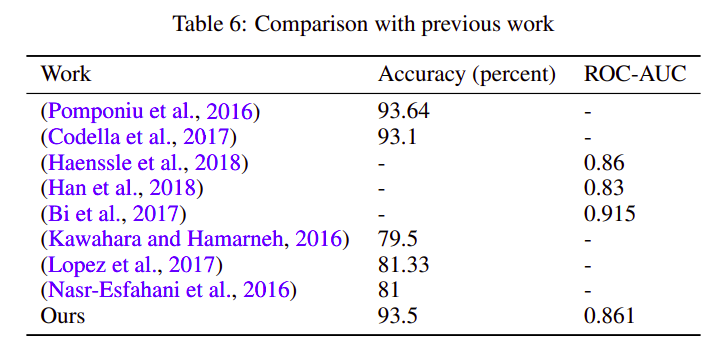 Table 6: Comparison with previous work
Work Accuracy (percent) ROC-AUC
(Pomponiu et al., 2016) 93.64 -
(Codella et al., 2017) 93.1 -
(Haenssle et al., 2018) - 0.86
(Han et al., 2018) - 0.83
(Bi et al., 2017) - 0.915
(Kawahara and Hamarneh, 2016) 79.5 -
(Lopez et al., 2017) 81.33 -
(Nasr-Esfahani et al., 2016) 81 -
Ours 93.5 0.861